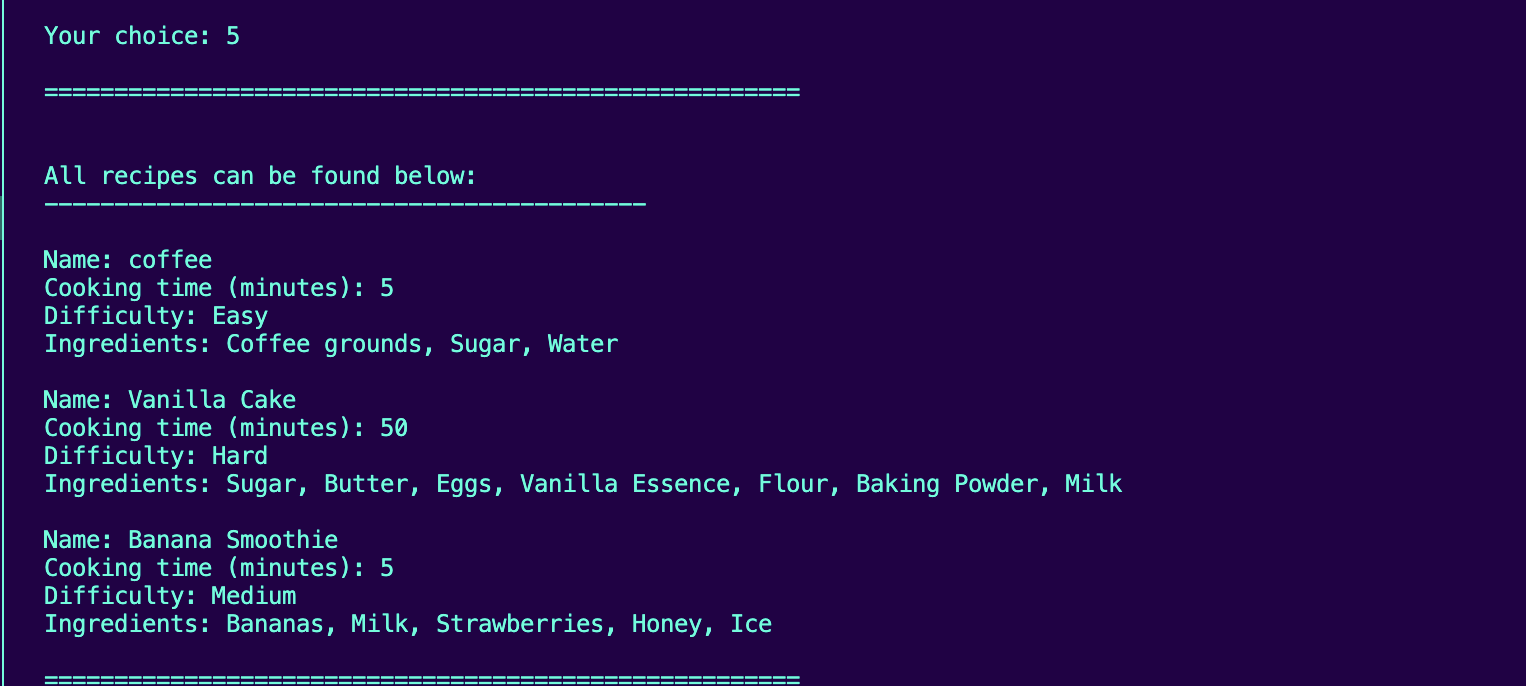 Your choice: 5
======================================================
All recipes can be found below:
-------------------------------------------
Name: coffee
Cooking time (minutes): 5
Difficulty: Easy
Ingredients: Coffee grounds, Sugar, Water
Name: Vanilla Cake
Cooking time (minutes): 50
Difficulty: Hard
Ingredients: Sugar, Butter, Eggs, Vanilla Essence, Flour, Baking Powder, Milk
Name: Banana Smoothie
Cooking time (minutes): 5
Difficulty: Medium
Ingredients: Bananas, Milk, Strawberries, Honey, Ice
======================================================